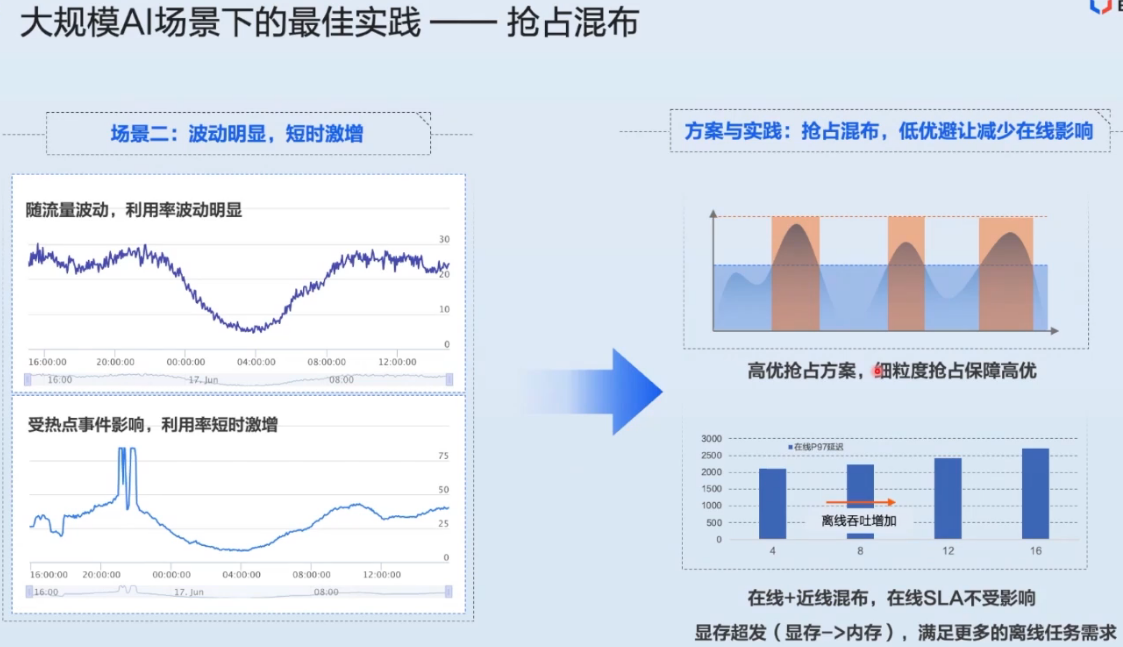 大规模AI场景下的最佳实践 —— 抢占混布
场景二：波动明显，短时激增
随流量波动，利用率波动明显
30
20
10
0
16:00:00 20:00:00 00:00:00 04:00:00 08:00:00 12:00:00
16:00 17. Jun 08:00
受热点事件影响，利用率短时激增
75
50
25
0
16:00:00 20:00:00 00:00:00 04:00:00 08:00:00 12:00:00
16:00 17. Jun 08:00
方案与实践：抢占混布，低优避让减少在线影响
高优抢占方案，细粒度抢占保障高优
3000
2500
2000
1500
1000
500
0
在线P97延迟
离线吞吐增加
4 8 12 16
在线+近线混布，在线SLA不受影响
显存超发（显存->内存），满足更多的离线任务需求